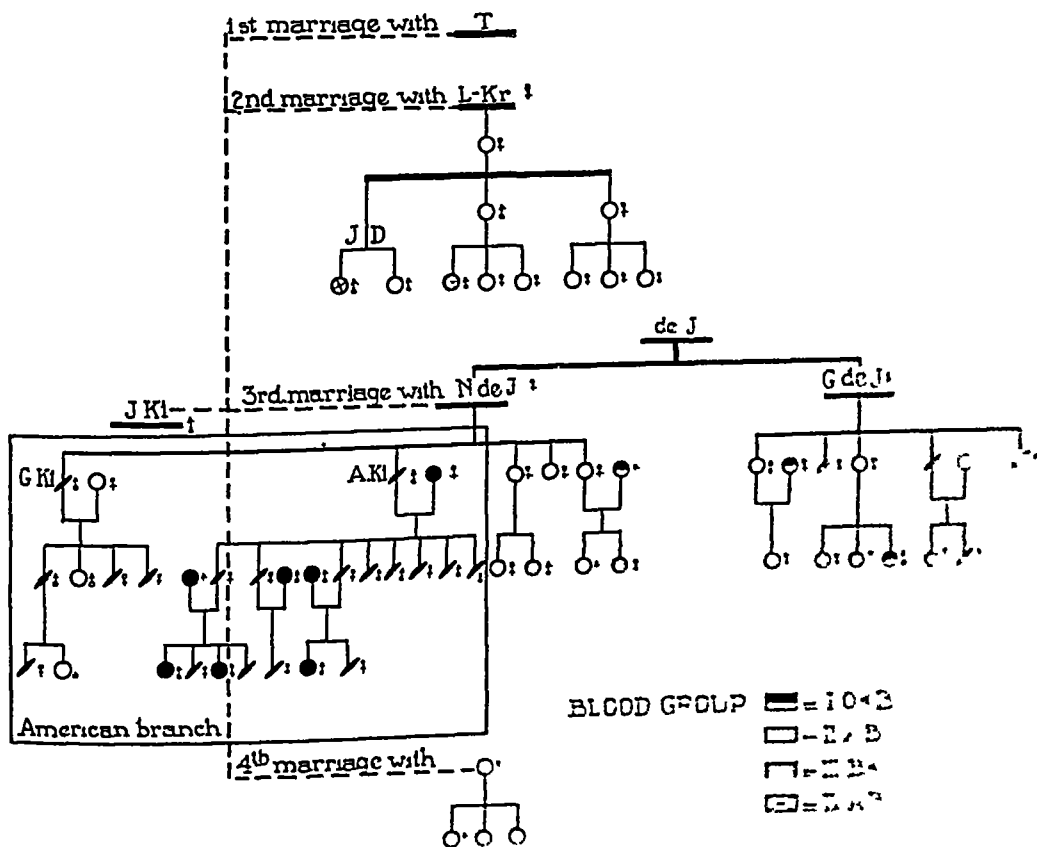 1st marriage with T
2nd marriage with L-Kr
J D
de J
3rd marriage with N de J
G de J
J Kl
G Kl
A.Kl
American branch
BLOOD GROUP
4th marriage with